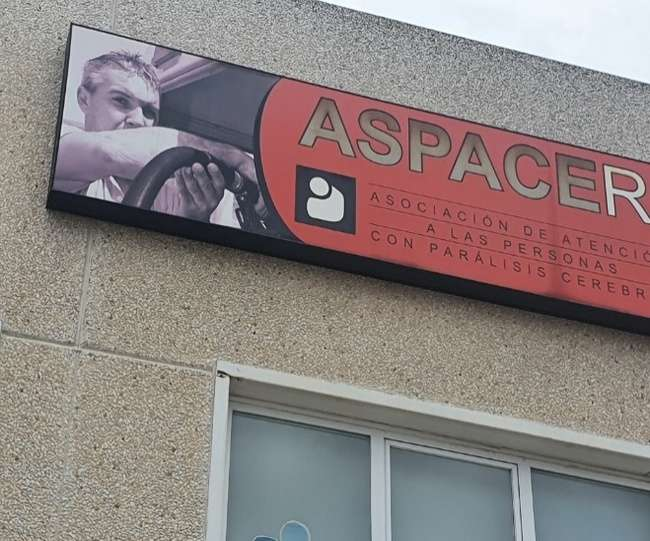 ASPACER
ASOCIACIÓN DE ATENCIÓ
A LAS PERSONAS
CON PARÁLISIS CEREBR